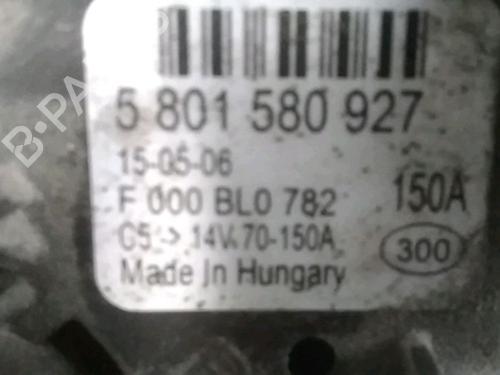 5 801 580 927
15-05-06
F 000 BL0 782
150A
C5 -> 14V 70-150A
300
Made In Hungary
B-PA